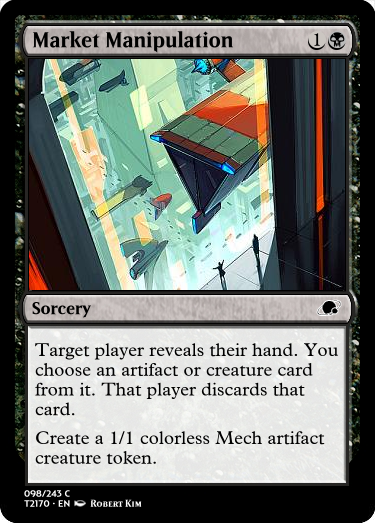 Market Manipulation 1
Sorcery
Target player reveals their hand. You
choose an artifact or creature card
from it. That player discards that
card.
Create a 1/1 colorless Mech artifact
creature token.
098/243 C
T2170 · EN Robert Kim